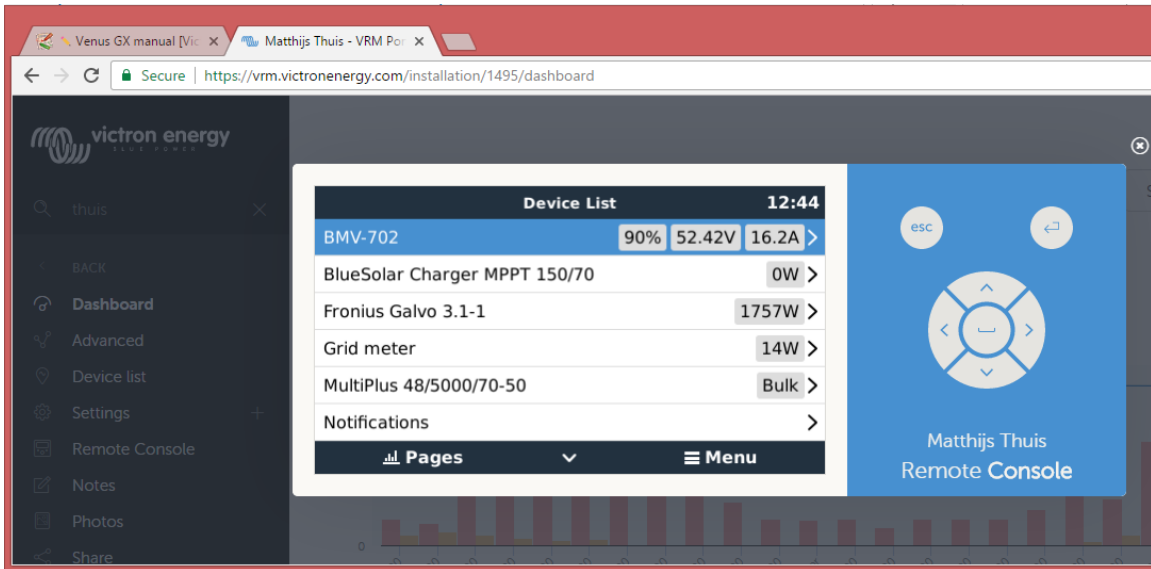 Venus GX manual [Vic
Matthijs Thuis - VRM Por
Secure https://vrm.victronenergy.com/installation/1495/dashboard
victron energy
BLUE POWER
thuis
BACK
Dashboard
Advanced
Device list
Settings
Remote Console
Notes
Photos
Share
Device List 12:44
BMV-702 90% 52.42V 16.2A
BlueSolar Charger MPPT 150/70 0W
Fronius Galvo 3.1-1 1757W
Grid meter 14W
MultiPlus 48/5000/70-50 Bulk
Notifications
Pages Menu
esc
Matthijs Thuis
Remote Console
0